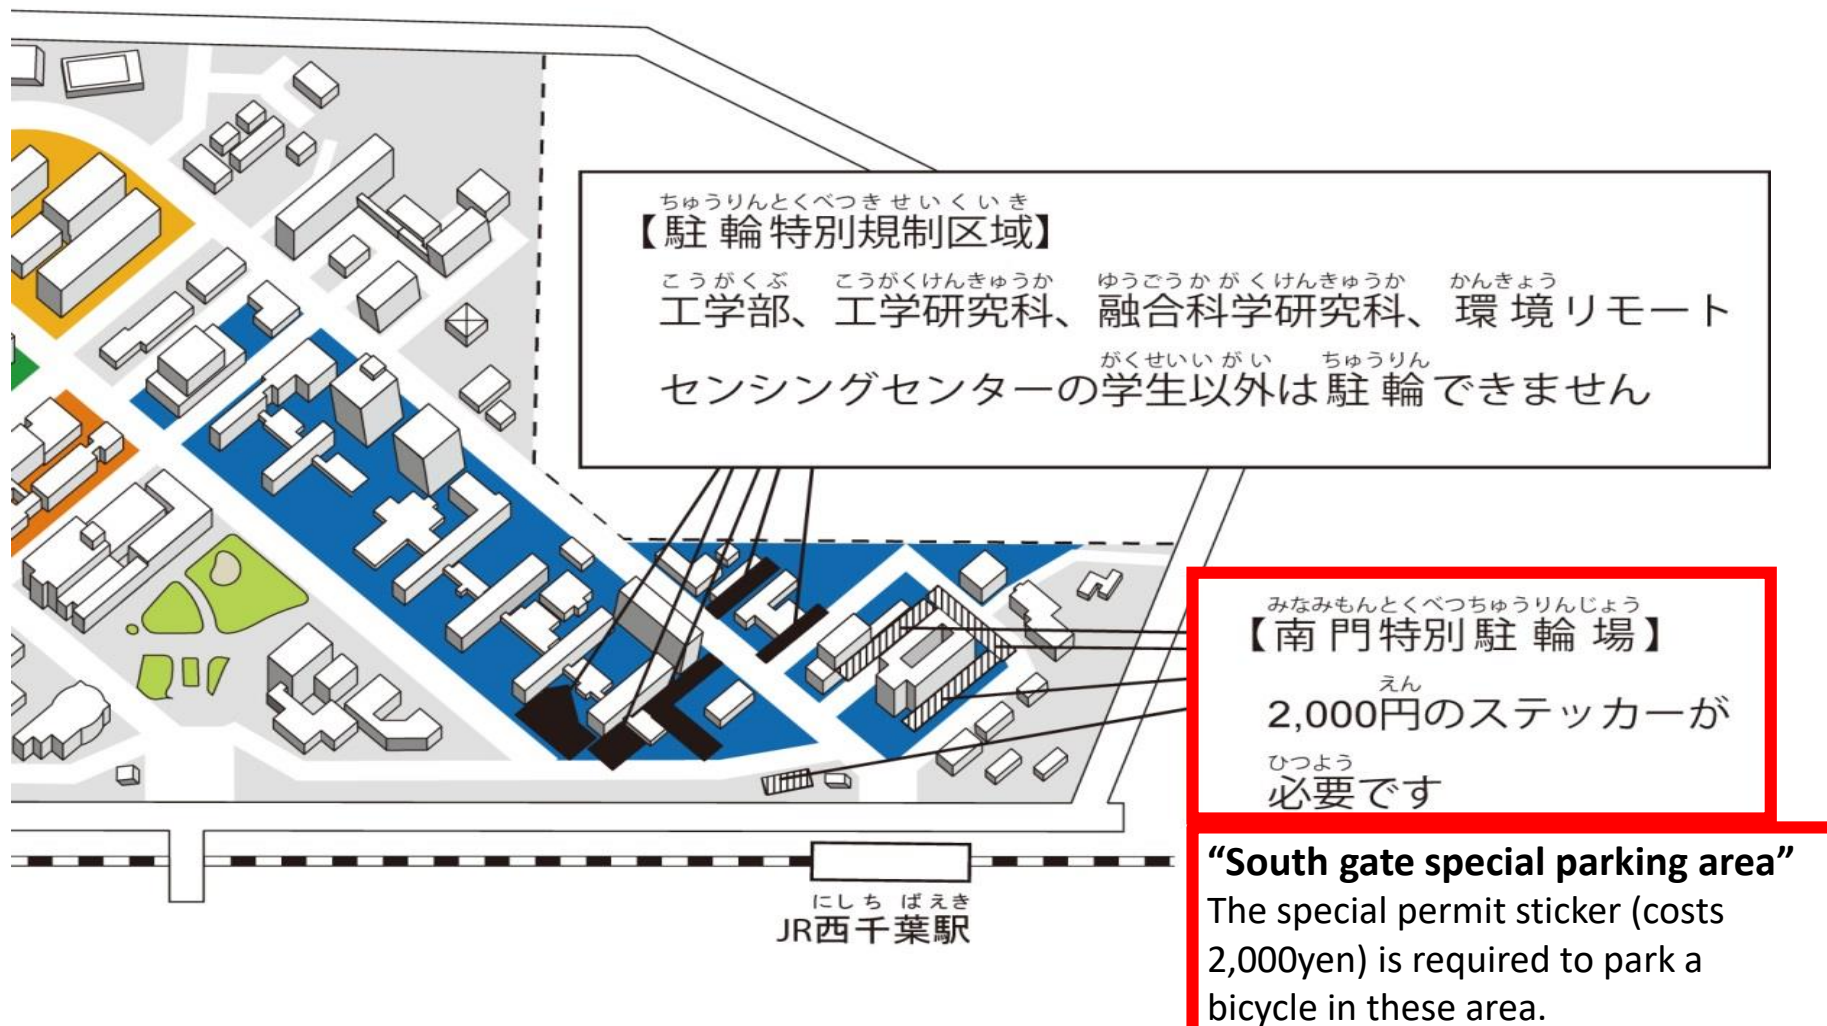 ちゅうりんとくべつきせいくいき
【駐輪特別規制区域】
こうがくぶ こうがくけんきゅうか ゆうごうかがくけんきゅうか かんきょう
工学部、工学研究科、融合科学研究科、環境リモート
がくせいいがい ちゅうりん
センシングセンターの学生以外は駐輪できません
みなみもんとくべつちゅうりんじょう
【南門特別駐輪場】
えん
2,000円のステッカーが
ひつよう
必要です
“South gate special parking area”
The special permit sticker (costs
2,000yen) is required to park a
bicycle in these area.
にしちばえき
JR西千葉駅